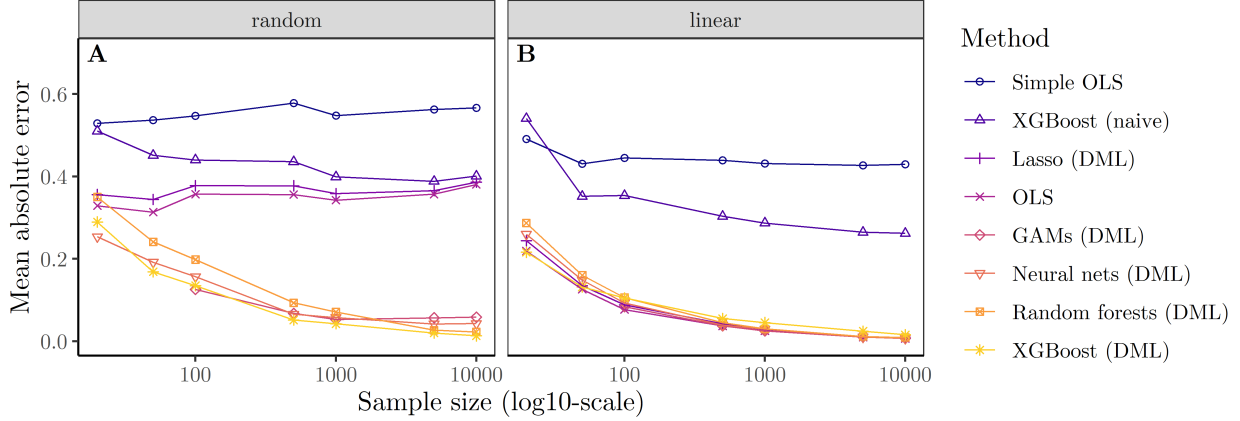 random
linear
A
B
Mean absolute error
0.6
0.4
0.2
0.0
100
1000
10000
100
1000
10000
Sample size (log10-scale)
Method
Simple OLS
XGBoost (naive)
Lasso (DML)
OLS
GAMs (DML)
Neural nets (DML)
Random forests (DML)
XGBoost (DML)